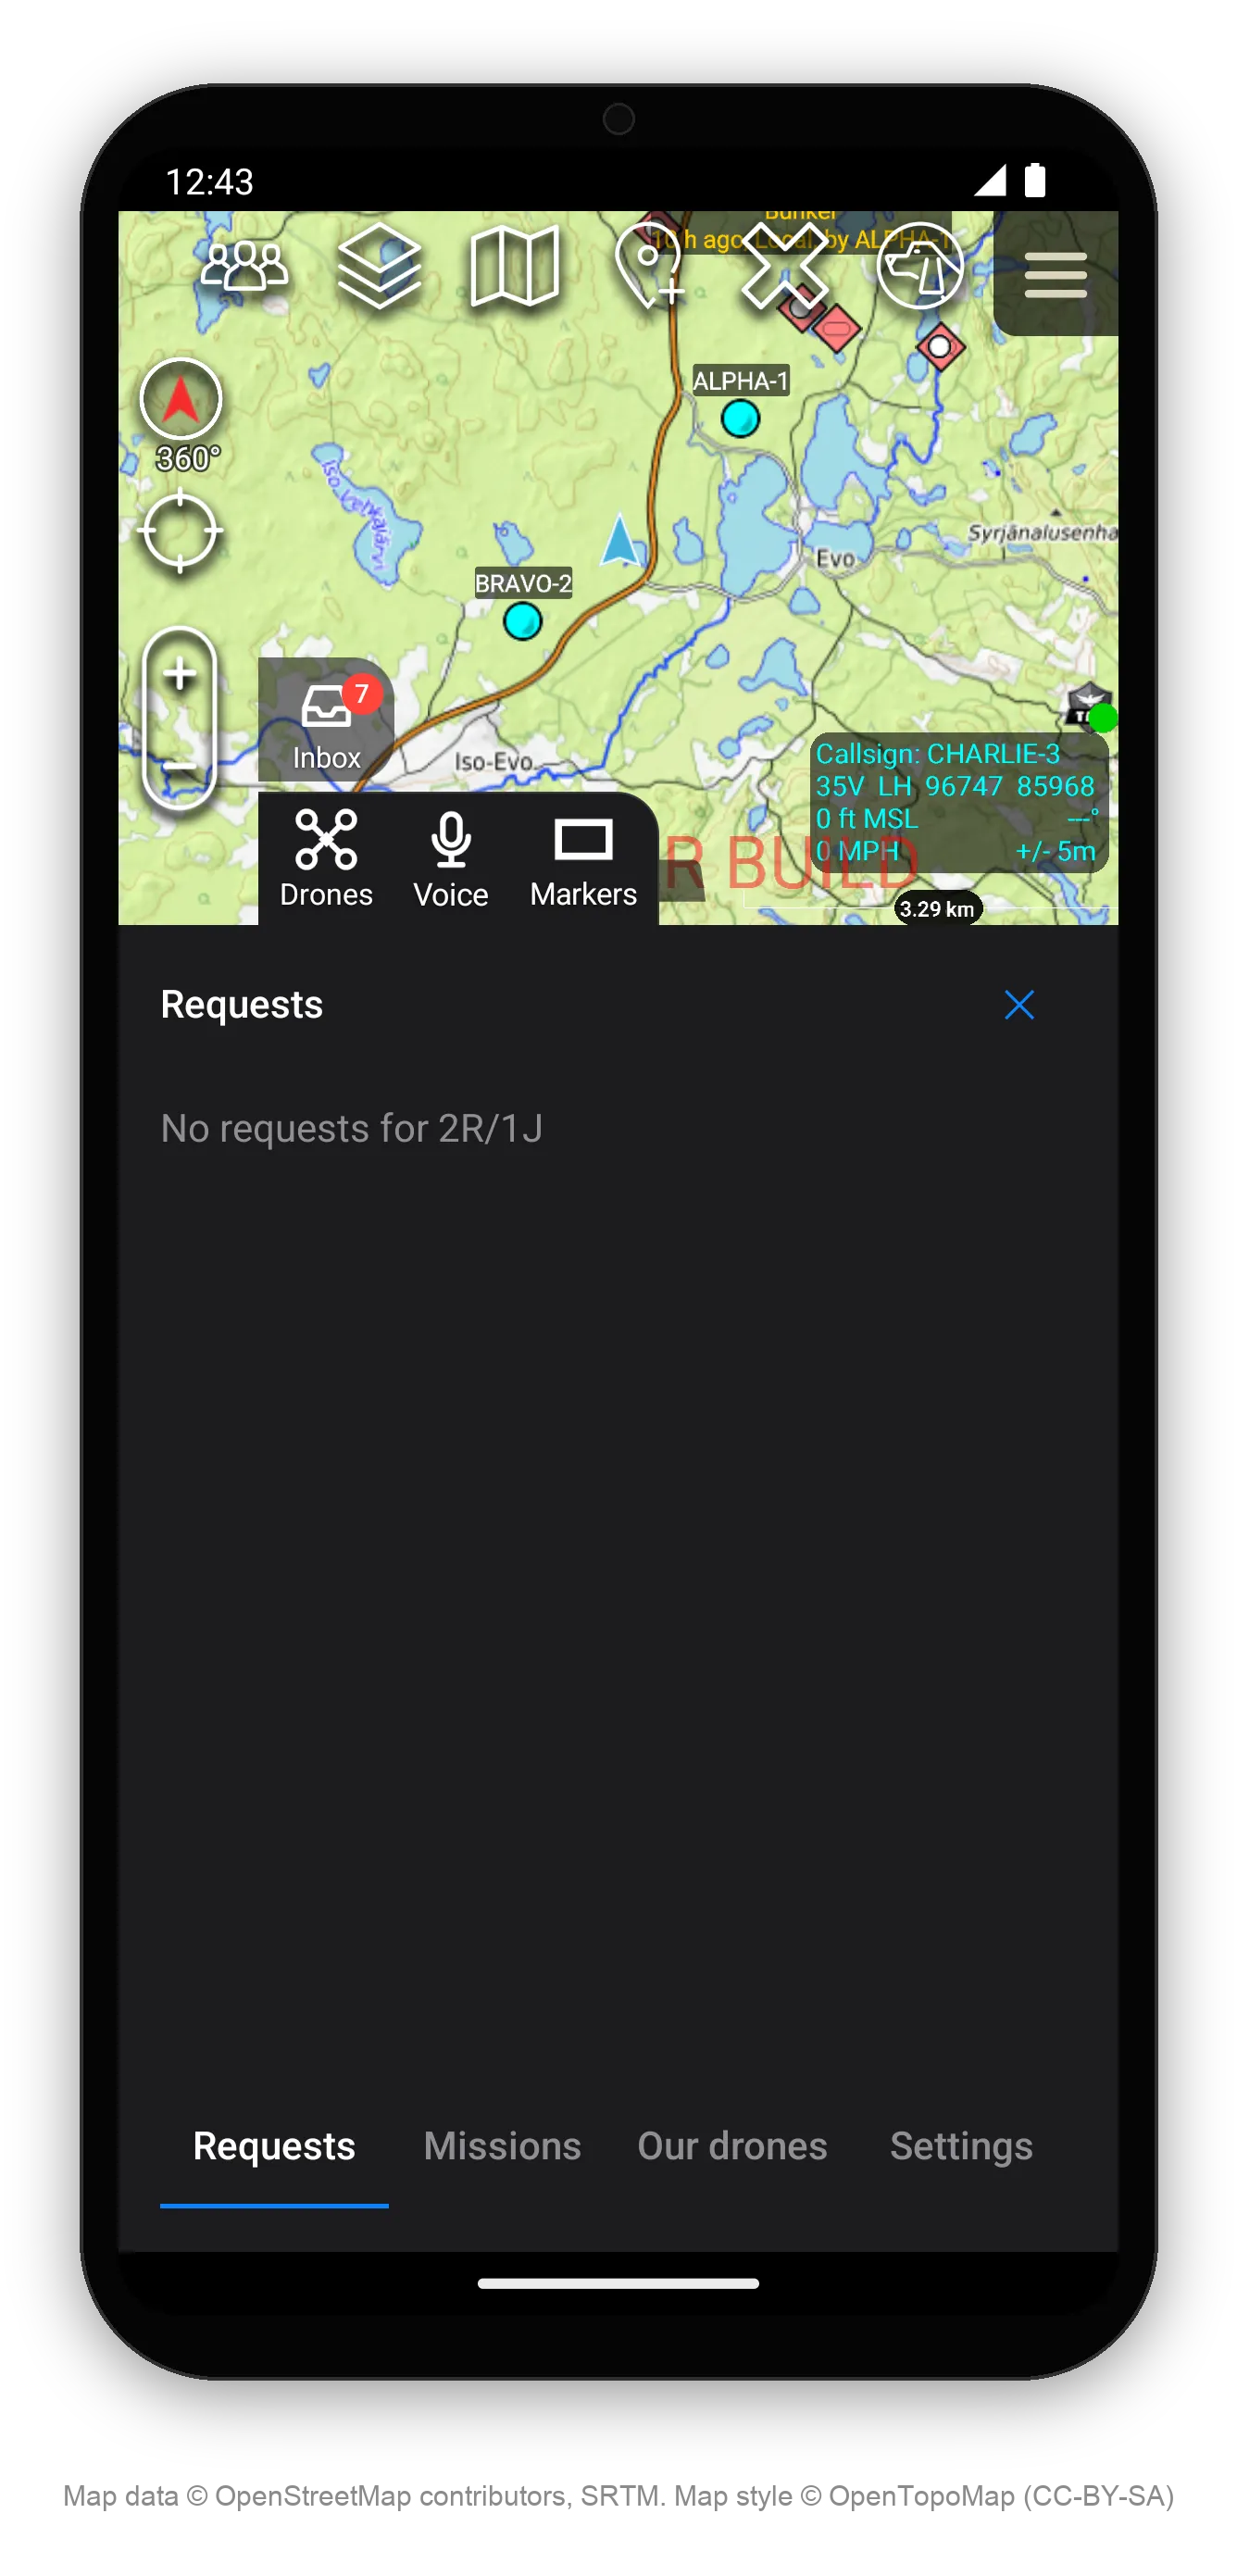 12:43
Bunker
h ago, Local, by ALPHA-1
ALPHA-1
360°
Iso Vehkajärvi
Syrjänalusenha
Evo
BRAVO-2
7
Inbox
Iso-Evo
Callsign: CHARLIE-3
35V LH 96747 85968
0 ft MSL ---°
0 MPH +/- 5m
R BUILD
Drones Voice Markers
3.29 km
Requests
No requests for 2R/1J
Requests Missions Our drones Settings
Map data © OpenStreetMap contributors, SRTM. Map style © OpenTopoMap (CC-BY-SA)